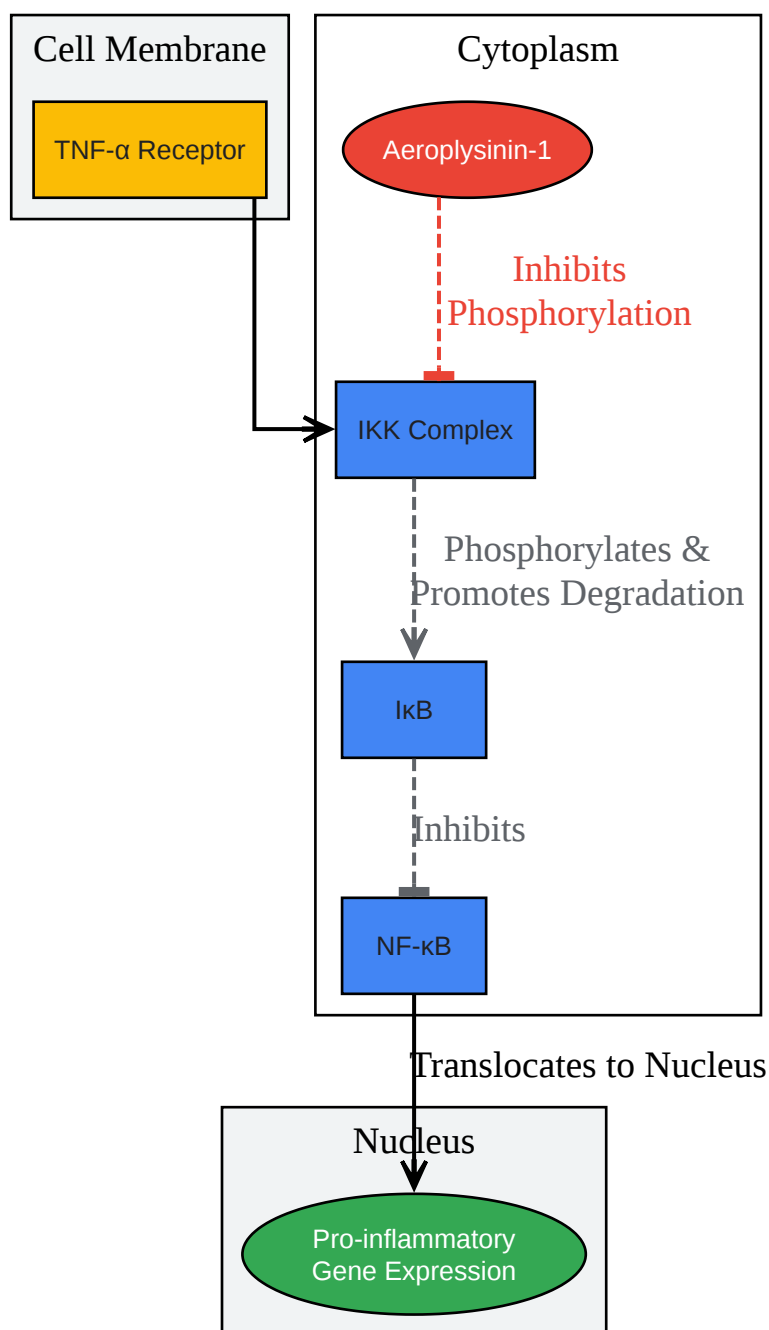 Cell Membrane
TNF-α Receptor
Cytoplasm
Aeroplysinin-1
Inhibits
Phosphorylation
IKK Complex
Phosphorylates &
Promotes Degradation
IκB
Inhibits
NF-κB
Translocates to Nucleus
Nucleus
Pro-inflammatory
Gene Expression